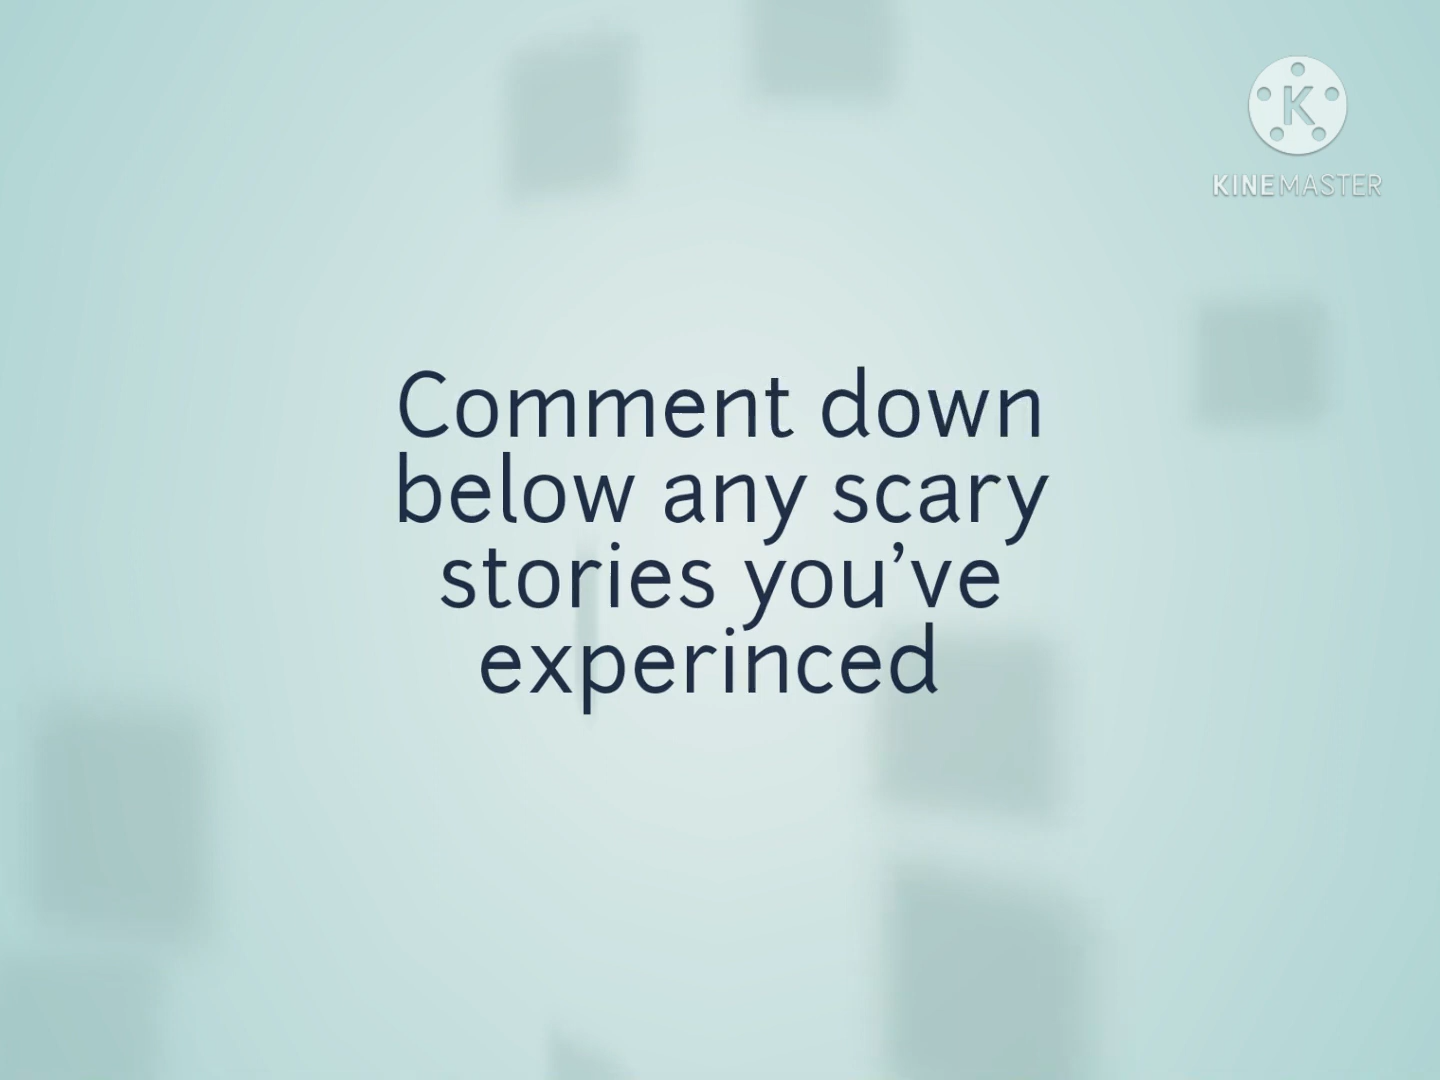 K
KINEMASTER
Comment down
below any scary
stories you’ve
experinced